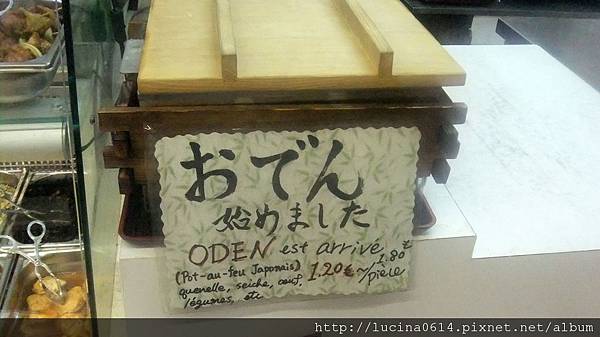 おでん
始めました
ODEN est arrivé
(Pot-au-feu Japonais)
quenelle, seiche, oeuf,
légumes, etc
1.20€~1.80€
/pièce
http://lucina0614.pixnet.net/album